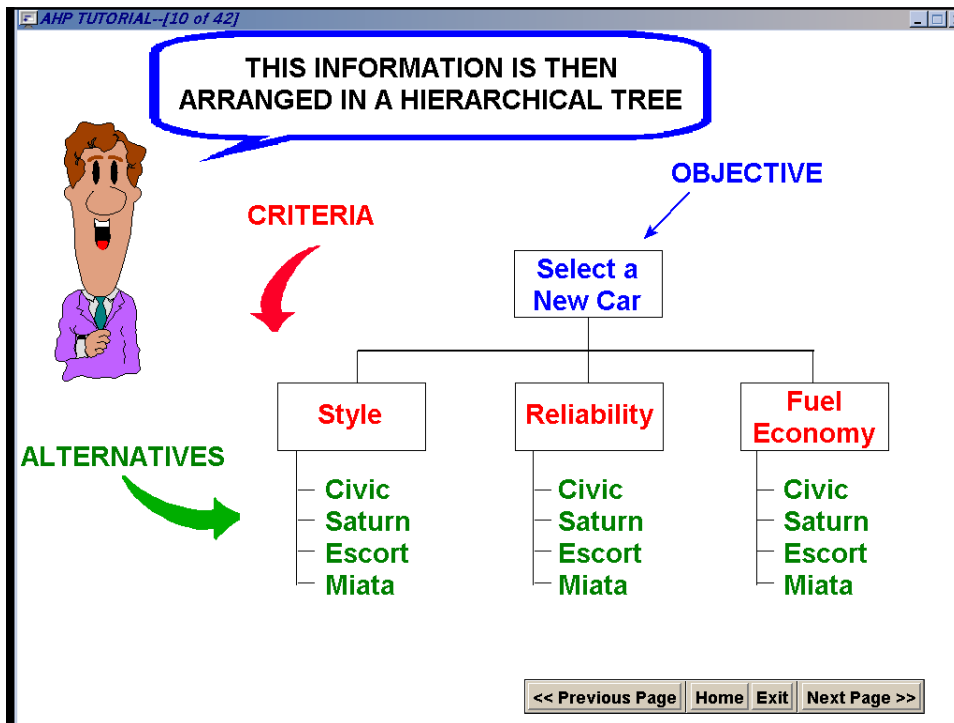 AHP TUTORIAL--[10 of 42]
THIS INFORMATION IS THEN
ARRANGED IN A HIERARCHICAL TREE
OBJECTIVE
CRITERIA
Select a
New Car
Style
Reliability
Fuel
Economy
ALTERNATIVES
Civic
Saturn
Escort
Miata
Civic
Saturn
Escort
Miata
Civic
Saturn
Escort
Miata
<< Previous Page
Home
Exit
Next Page >>